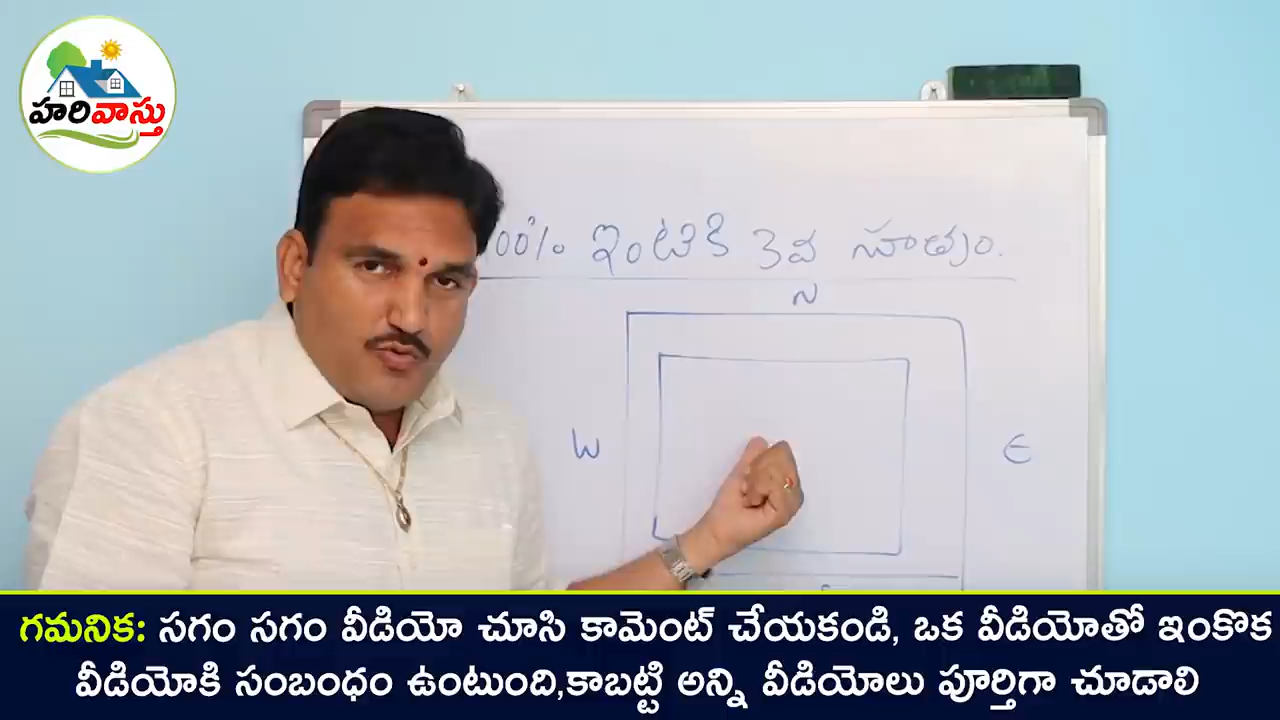 హరివాస్తు
00% ఇంటికి 3వ సూత్రం.
N
W
E
గమనిక: సగం సగం వీడియో చూసి కామెంట్ చేయకండి, ఒక వీడియోతో ఇంకొక
వీడియోకి సంబంధం ఉంటుంది,కాబట్టి అన్ని వీడియోలు పూర్తిగా చూడాలి